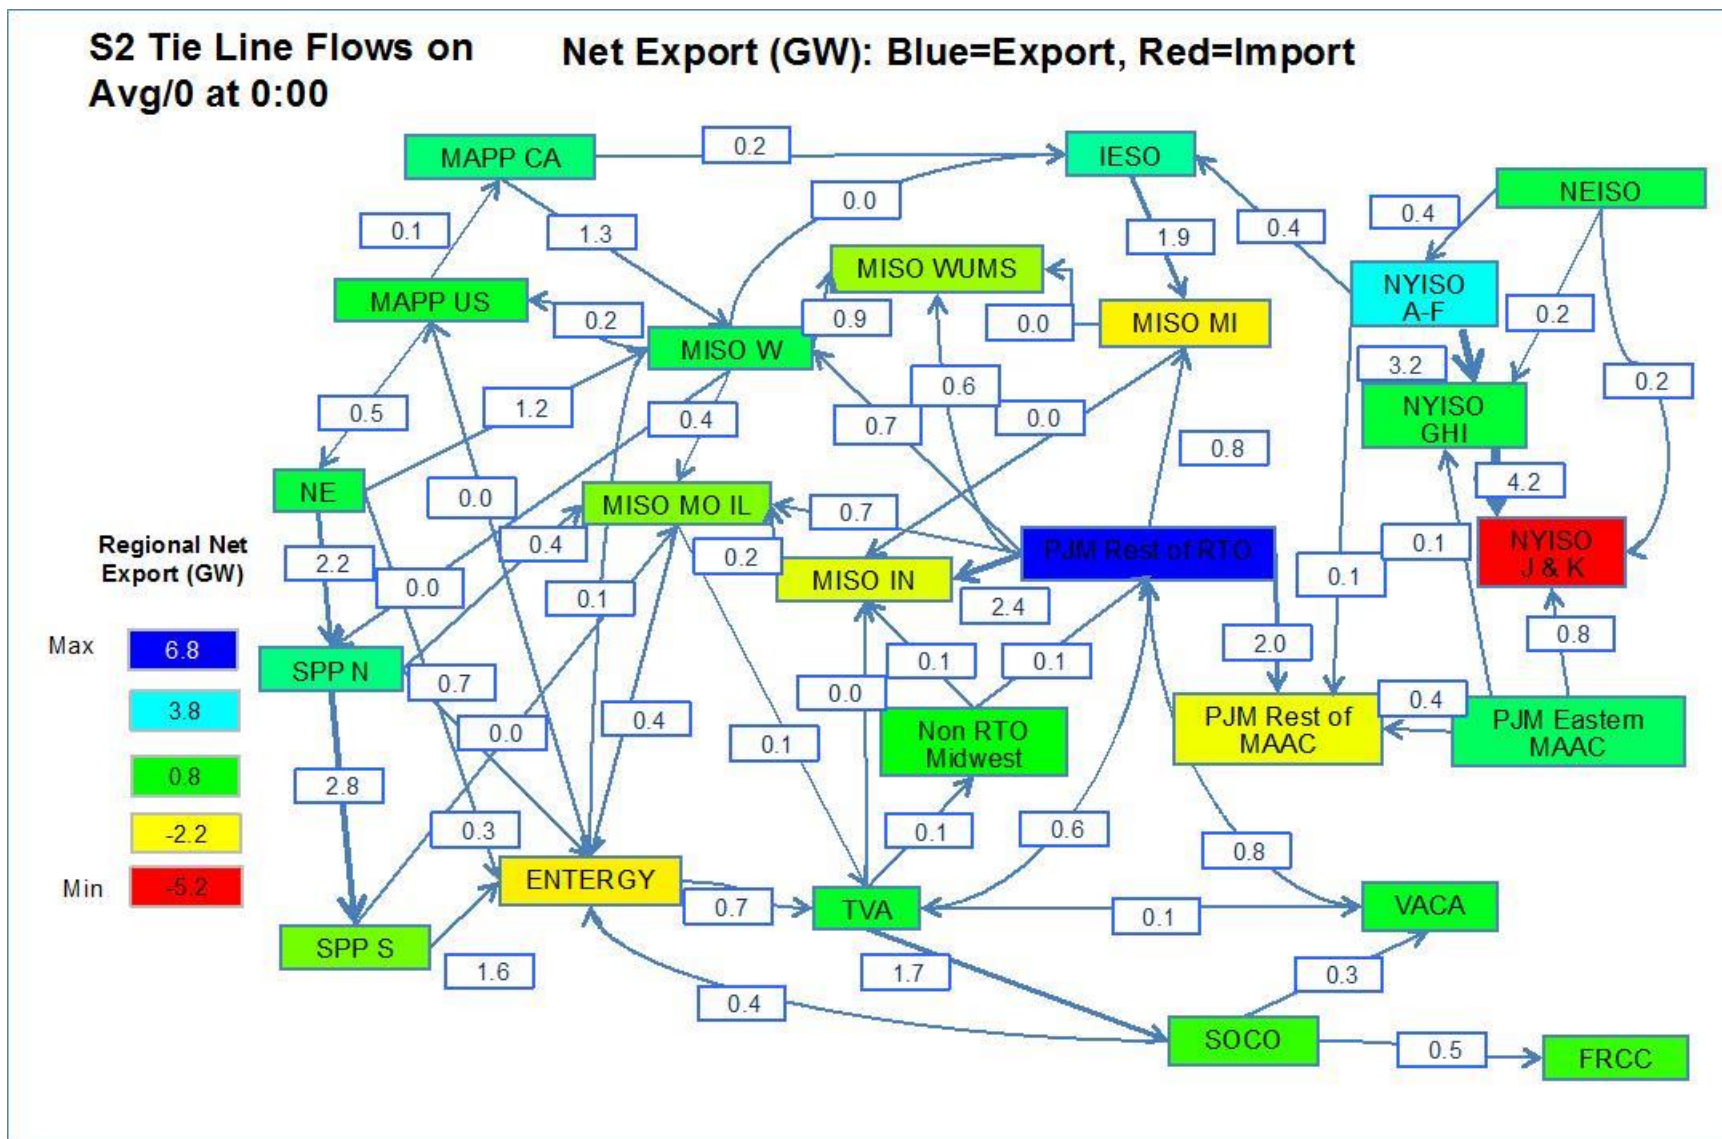 S2 Tie Line Flows on
Avg/0 at 0:00
Net Export (GW): Blue=Export, Red=Import
MAPP CA
0.2
IESO
NEISO
0.0
0.4
0.4
0.1
1.3
1.9
MISO WUMS
NYISO
A-F
MAPP US
0.2
0.9
0.0
MISO MI
0.2
MISO W
3.2
0.6
0.2
1.2
0.5
0.4
0.7
0.0
NYISO
GHI
0.8
NE
0.0
MISO MO IL
0.7
4.2
0.4
0.2
PJM Rest of RTO
0.1
NYISO
J & K
Regional Net
Export (GW)
2.2
0.0
0.1
MISO IN
2.4
0.1
Max
6.8
SPP N
0.7
0.1
0.1
2.0
0.8
0.0
3.8
0.0
0.4
0.1
Non RTO
Midwest
PJM Rest of
MAAC
0.4
PJM Eastern
MAAC
0.8
2.8
0.3
0.1
0.6
0.8
-2.2
Min
-5.2
ENTERGY
0.7
TVA
0.1
VACA
SPP S
1.6
1.7
0.3
0.4
SOCO
0.5
FRCC